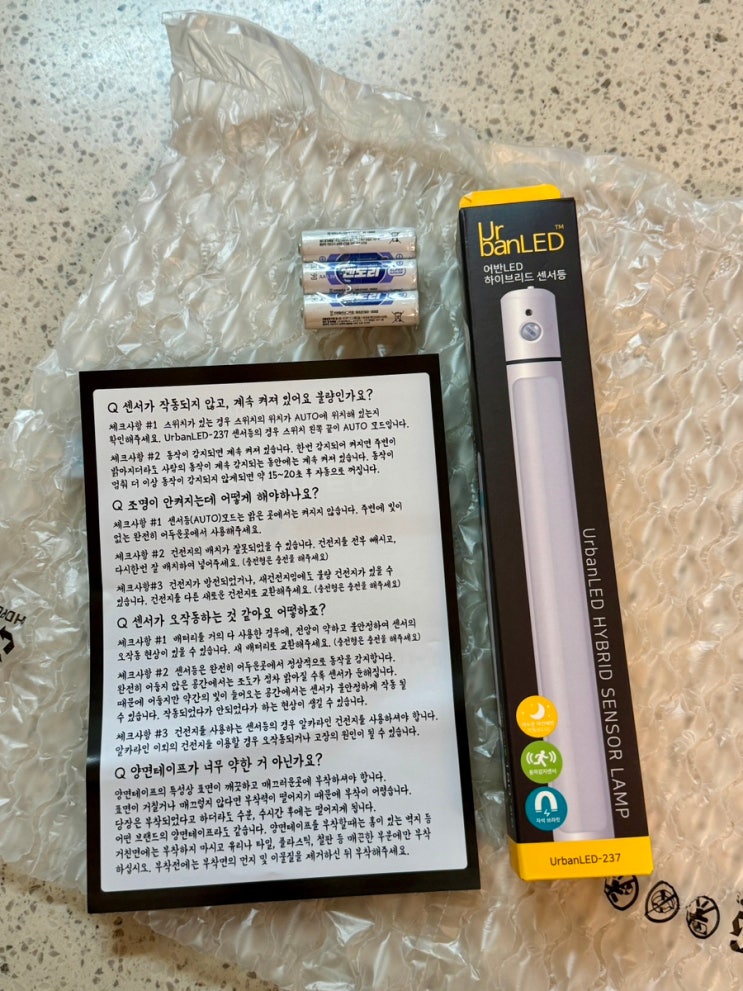 Q 센서가 작동되지 않고, 계속 켜져 있어요 불량인가요?
체크사항 #1 스위치가 있는 경우 스위치의 위치가 AUTO에 위치해 있는지
확인해주세요. UrbanLED-237 센서등의 경우 스위치 왼쪽 끝이 AUTO 모드입니다.
체크사항 #2 동작이 감지되면 계속 켜져 있습니다. 한번 감지되어 켜지면 주변이
밝아지더라도 사람의 동작이 계속 감지되는 동안에는 계속 켜져 있습니다. 동작이
멈춰 더 이상 동작이 감지되지 않게되면 약 15~20초 후 자동으로 꺼집니다.
Q 조명이 안켜지는데 어떻게 해야하나요?
체크사항 #1 센서등(AUTO)모드는 밝은 곳에서는 켜지지 않습니다. 주변에 빛이
없는 완전히 어두운곳에서 사용해주세요.
체크사항 #2 건전지의 배치가 잘못되었을 수 있습니다. 건전지를 전부 빼시고,
다시한번 잘 배치하여 넣어주세요. (충전형은 충전을 해주세요)
체크사항#3 건전지가 방전되었거나, 새건전지임에도 불량 건전지가 있을 수
있습니다. 건전지를 다른 새로운 건전지로 교환해주세요. (충전형은 충전을 해주세요)
Q 센서가 오작동하는 것 같아요 어떡하죠?
체크사항 #1 배터리를 거의 다 사용한 경우에, 전압이 약하고 불안정하여 센서의
오작동 현상이 있을 수 있습니다. 새 배터리로 교환해주세요. (충전형은 충전을 해주세요)
체크사항 #2 센서등은 완전히 어두운곳에서 정상적으로 동작을 감지합니다.
완전히 어둡지 않은 공간에서는 조도가 점차 밝아질 수록 센서가 둔해집니다.
때문에 어둡지만 약간의 빛이 들어오는 공간에서는 센서가 불안정하게 작동 될
수 있습니다. 작동되었다가 안되었다가 하는 현상이 생길 수 있습니다.
체크사항 #3 건전지를 사용하는 센서등의 경우 알카라인 건전지를 사용하셔야 합니다.
알카라인 이외의 건전지를 이용할 경우 오작동되거나 고장의 원인이 될 수 있습니다.
Q 양면테이프가 너무 약한 거 아닌가요?
양면테이프의 특성상 표면이 깨끗하고 매끄러운곳에 부착하셔야 합니다.
표면이 거칠거나 매끄럽지 않다면 부착력이 떨어지기 때문에 부착이 어렵습니다.
당장은 부착되었다고 하더라도 수분, 수시간 후에는 떨어지게 됩니다.
어떤 브랜드의 양면테이프라도 같습니다. 양면테이프를 부착할때는 홈이 있는 벽지 등
거친면에는 부착하지 마시고 유리나 타일, 플라스틱, 철판 등 매끈한 부분에만 부착
하십시오. 부착전에는 부착면의 먼지 및 이물질을 제거하신 뒤 부착해주세요.
힌도리
UrbanLED™
어반LED
하이브리드 센서등
UrbanLED HYBRID SENSOR LAMP
동작감지센서
자석 브라켓
UrbanLED-237